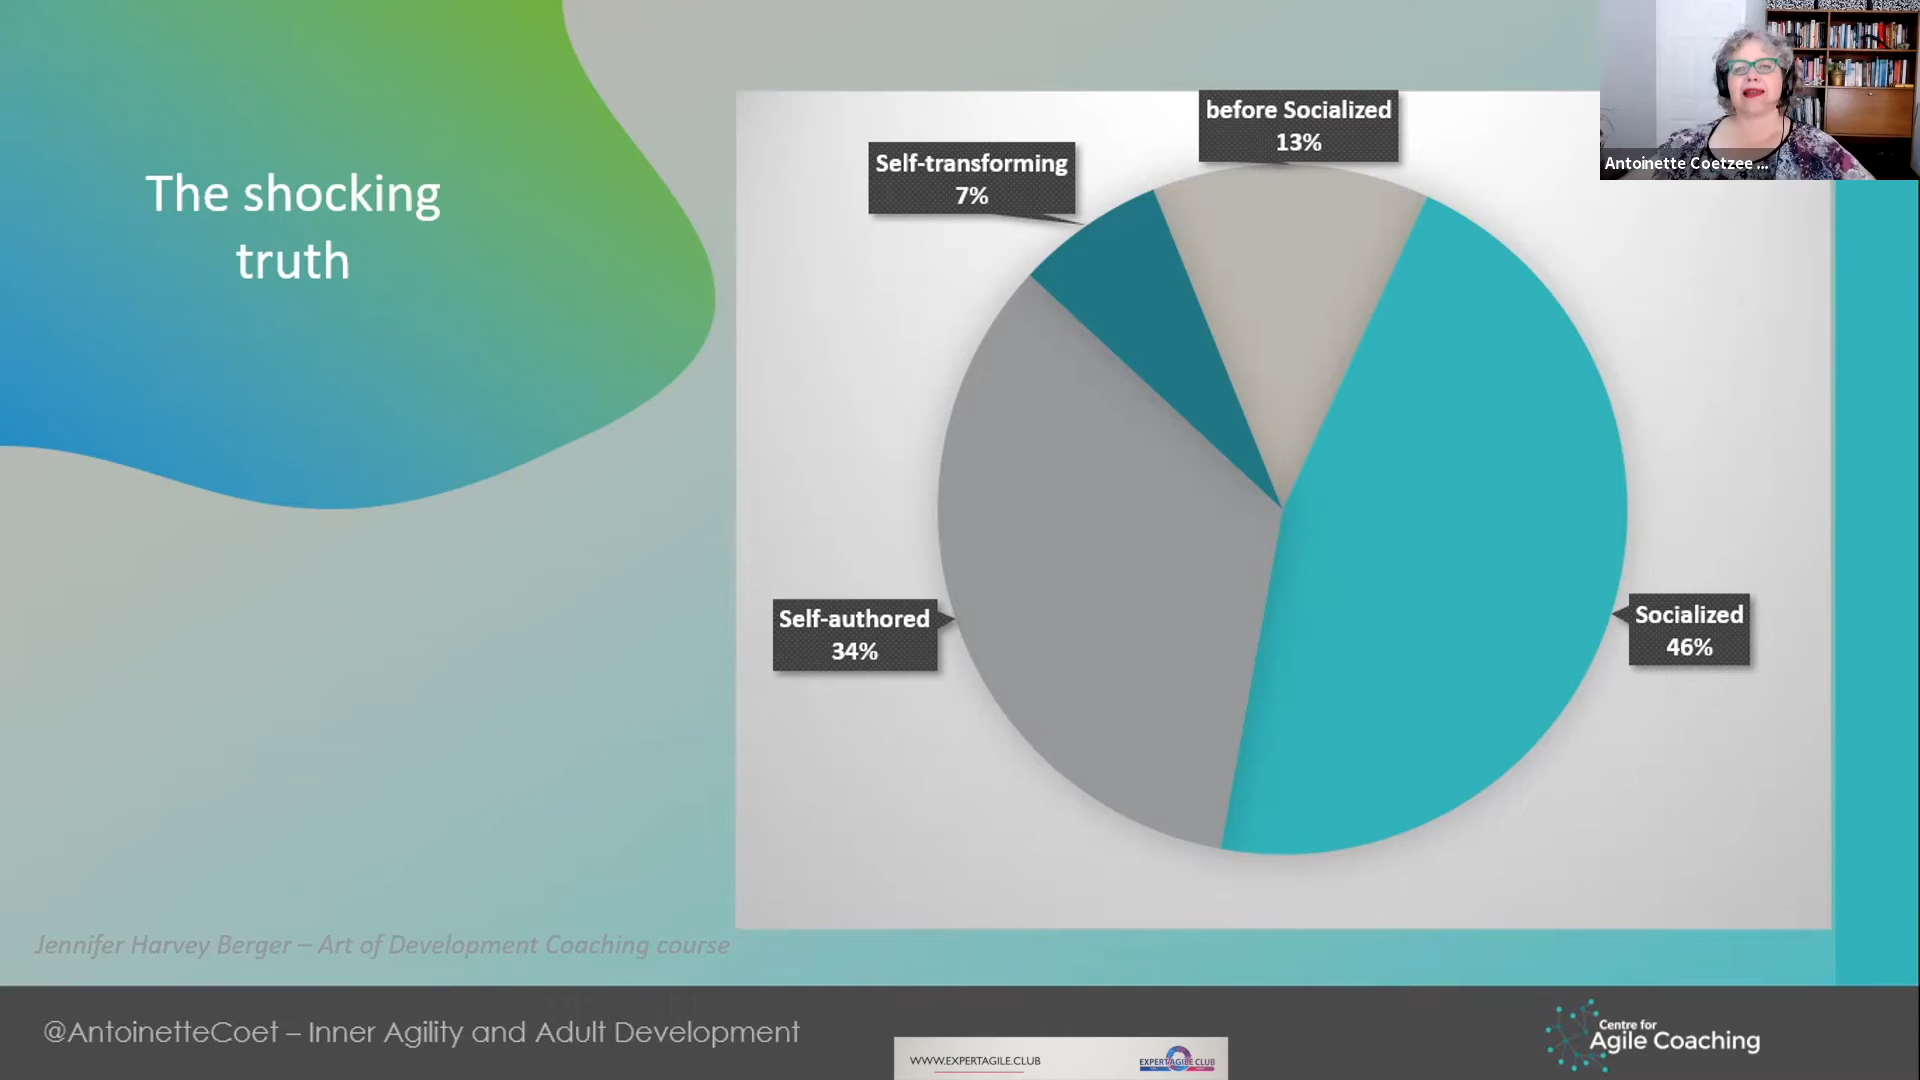 The shocking
truth
before Socialized
13%
Self-transforming
7%
Self-authored
34%
Socialized
46%
Antoinette Coetzee ...
Jennifer Harvey Berger – Art of Development Coaching course
@AntoinetteCoet – Inner Agility and Adult Development
WWW.EXPERTAGILE.CLUB
EXPERT AGILE CLUB
Centre for
Agile Coaching